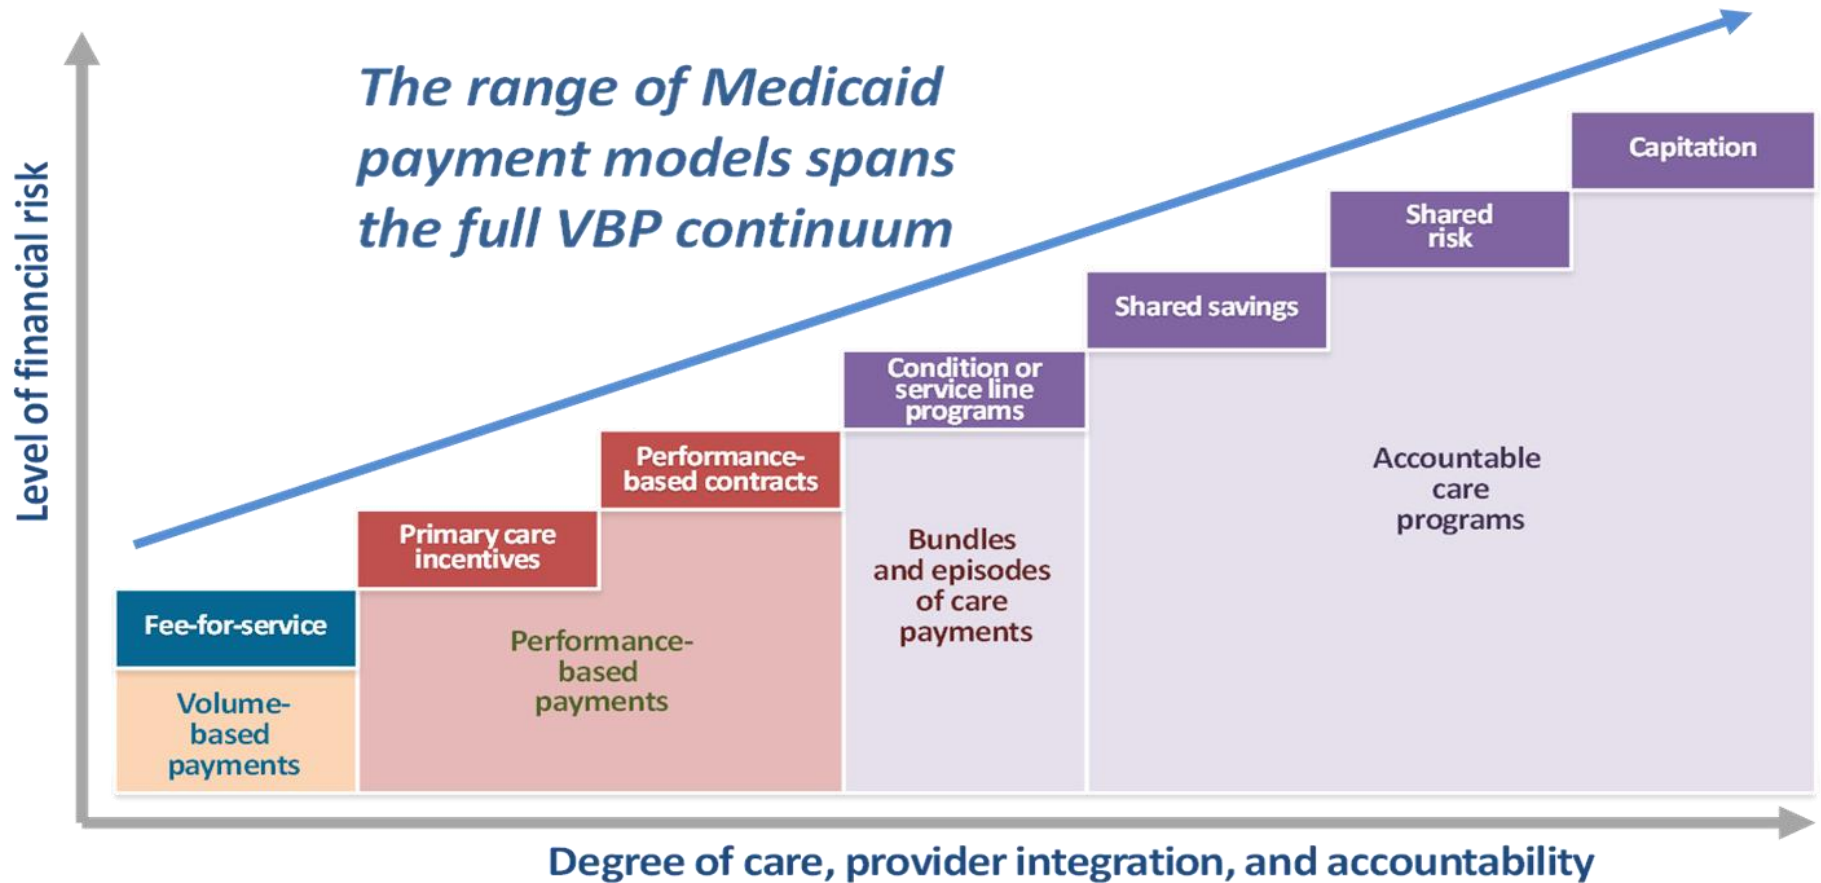 The range of Medicaid
payment models spans
the full VBP continuum
Level of financial risk
Capitation
Shared
risk
Shared savings
Condition or
service line
programs
Performance-
based contracts
Primary care
incentives
Fee-for-service
Volume-
based
payments
Performance-
based
payments
Bundles
and episodes
of care
payments
Accountable
care
programs
Degree of care, provider integration, and accountability